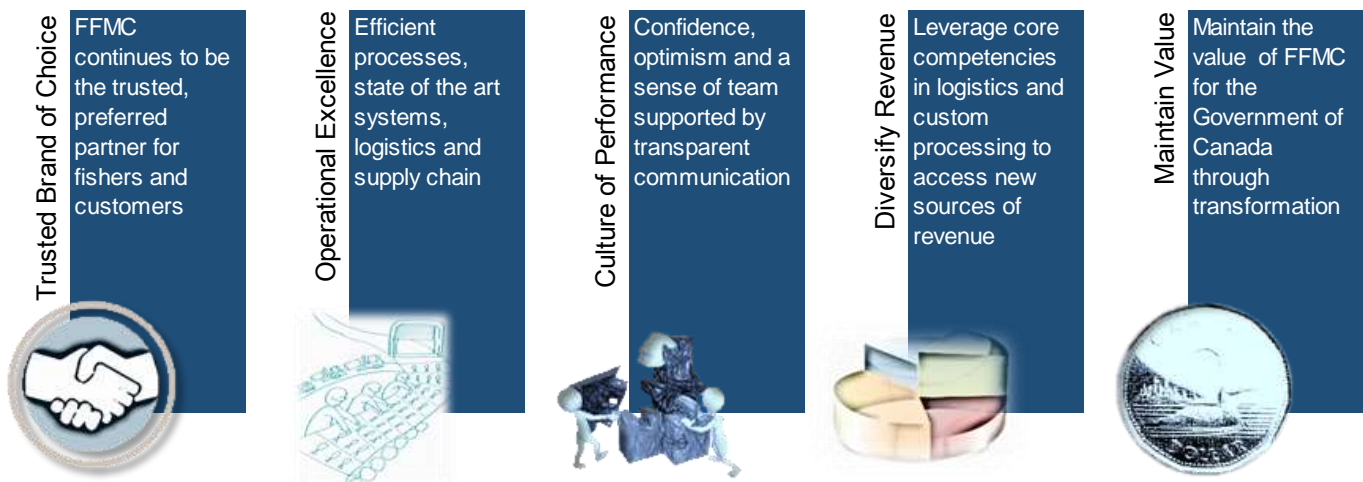 Trusted Brand of Choice
FFMC
continues to be
the trusted,
preferred
partner for
fishers and
customers
Operational Excellence
Efficient
processes,
state of the art
systems,
logistics and
supply chain
Culture of Performance
Confidence,
optimism and a
sense of team
supported by
transparent
communication
Diversify Revenue
Leverage core
competencies
in logistics and
custom
processing to
access new
sources of
revenue
Maintain Value
Maintain the
value of FFMC
for the
Government of
Canada
through
transformation
DOLLAR